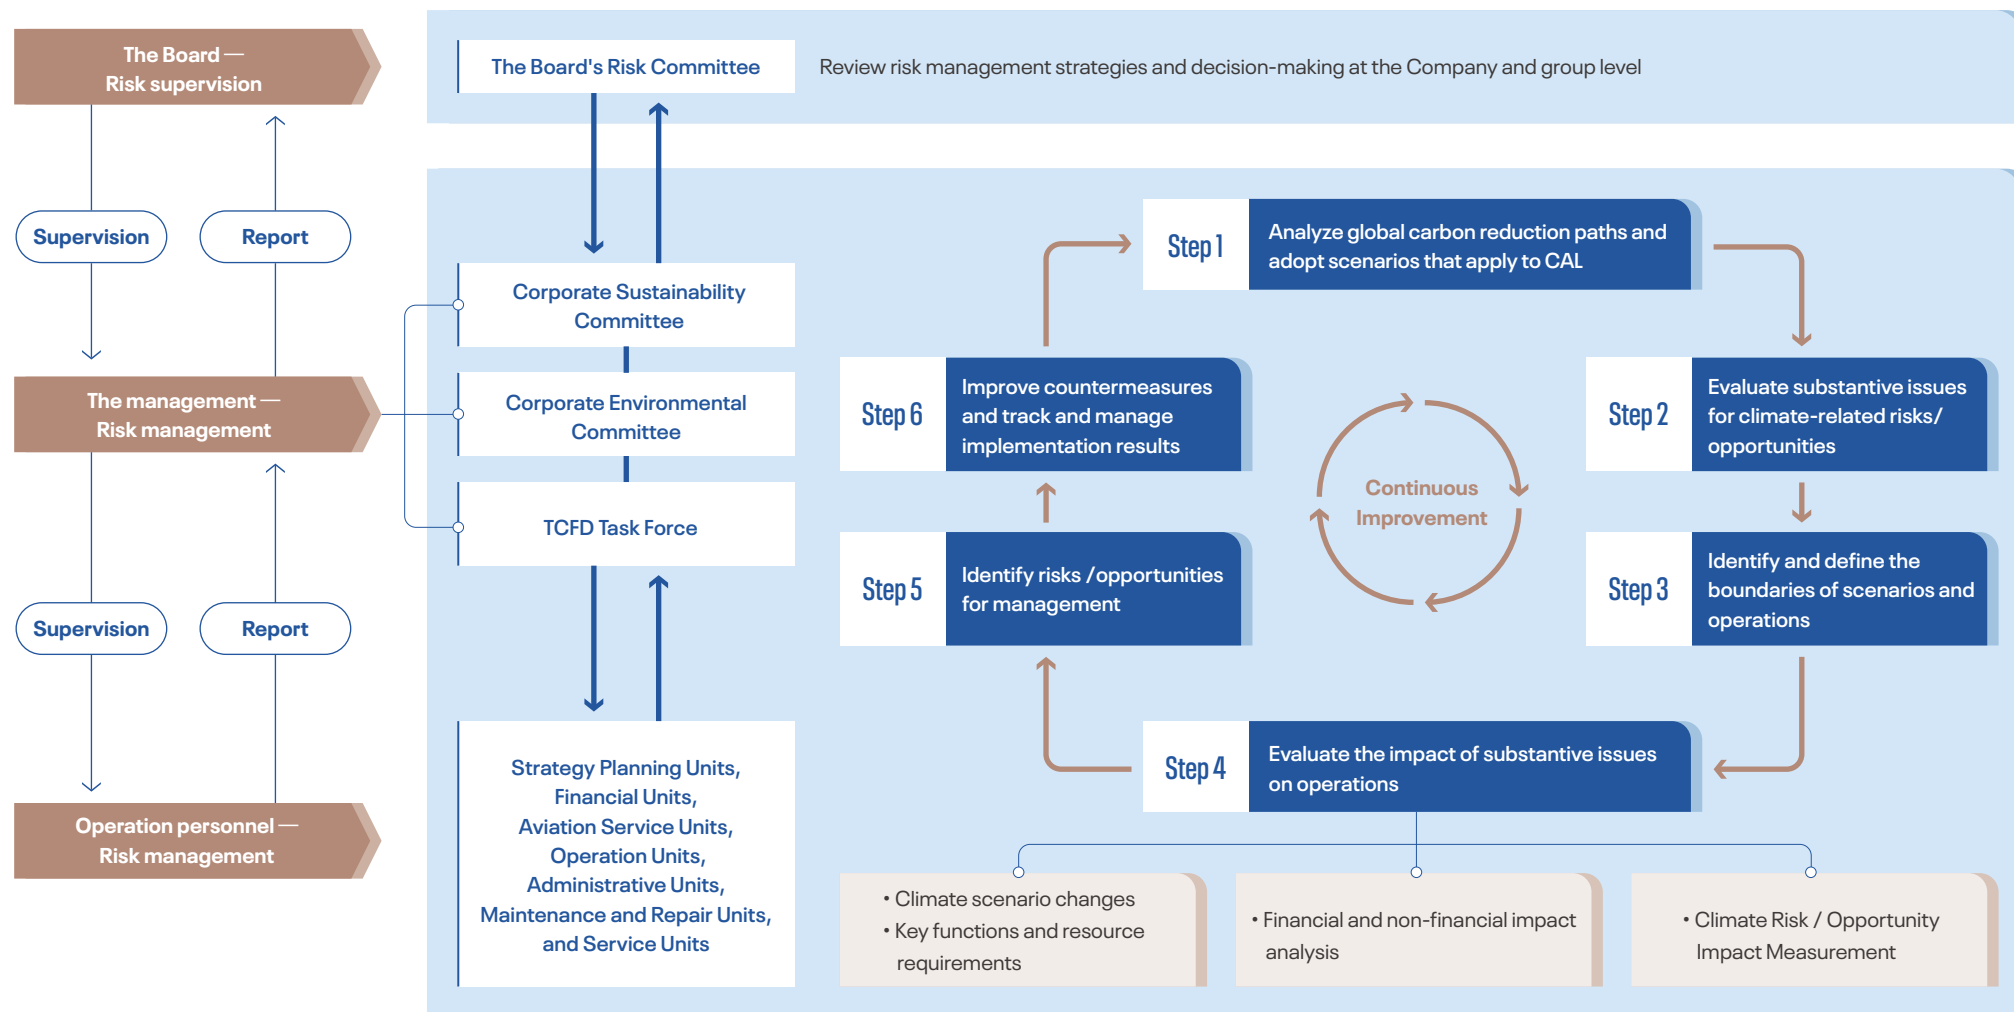 The Board —
Risk supervision
Supervision
Report
The management —
Risk management
Supervision
Report
Operation personnel —
Risk management
The Board's Risk Committee
Review risk management strategies and decision-making at the Company and group level
Corporate Sustainability
Committee
Corporate Environmental
Committee
TCFD Task Force
Strategy Planning Units,
Financial Units,
Aviation Service Units,
Operation Units,
Administrative Units,
Maintenance and Repair Units,
and Service Units
Step 1
Analyze global carbon reduction paths and
adopt scenarios that apply to CAL
Step 2
Evaluate substantive issues
for climate-related risks/
opportunities
Step 3
Identify and define the
boundaries of scenarios and
operations
Step 4
Evaluate the impact of substantive issues
on operations
Step 5
Identify risks /opportunities
for management
Step 6
Improve countermeasures
and track and manage
implementation results
Continuous
Improvement
• Climate scenario changes
• Key functions and resource
requirements
• Financial and non-financial impact
analysis
• Climate Risk / Opportunity
Impact Measurement